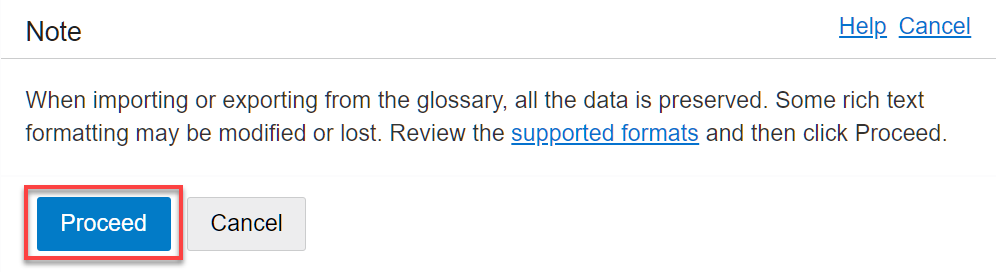 Note
Help Cancel
When importing or exporting from the glossary, all the data is preserved. Some rich text
formatting may be modified or lost. Review the supported formats and then click Proceed.
Proceed Cancel